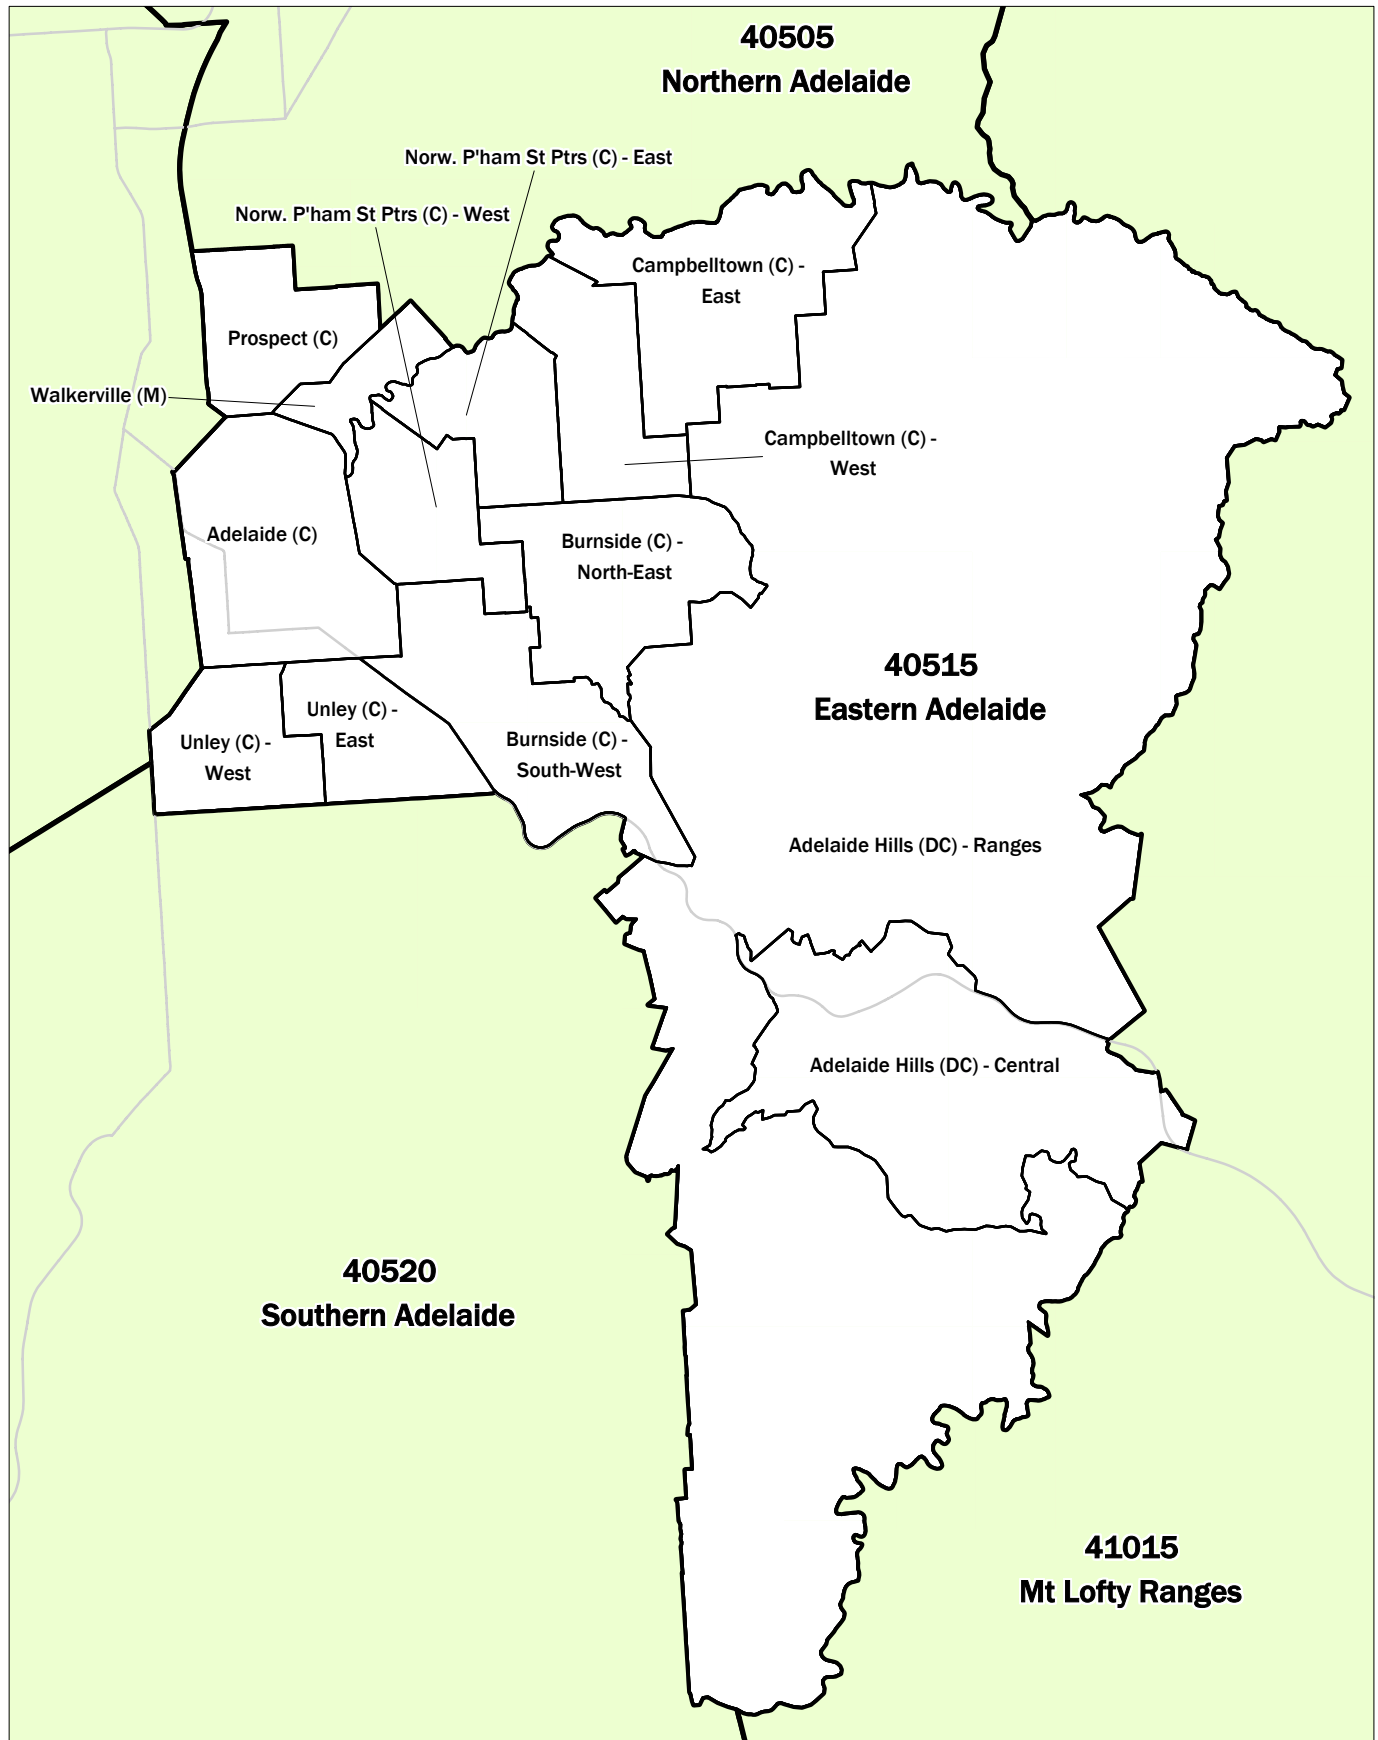 40505
Northern Adelaide
Norw. P'ham St Ptrs (C) - East
Norw. P'ham St Ptrs (C) - West
Campbelltown (C) -
East
Prospect (C)
Walkerville (M)
Campbelltown (C) -
West
Adelaide (C)
Burnside (C) -
North-East
40515
Eastern Adelaide
Unley (C) -
East
Unley (C) -
West
Burnside (C) -
South-West
Adelaide Hills (DC) - Ranges
Adelaide Hills (DC) - Central
40520
Southern Adelaide
41015
Mt Lofty Ranges